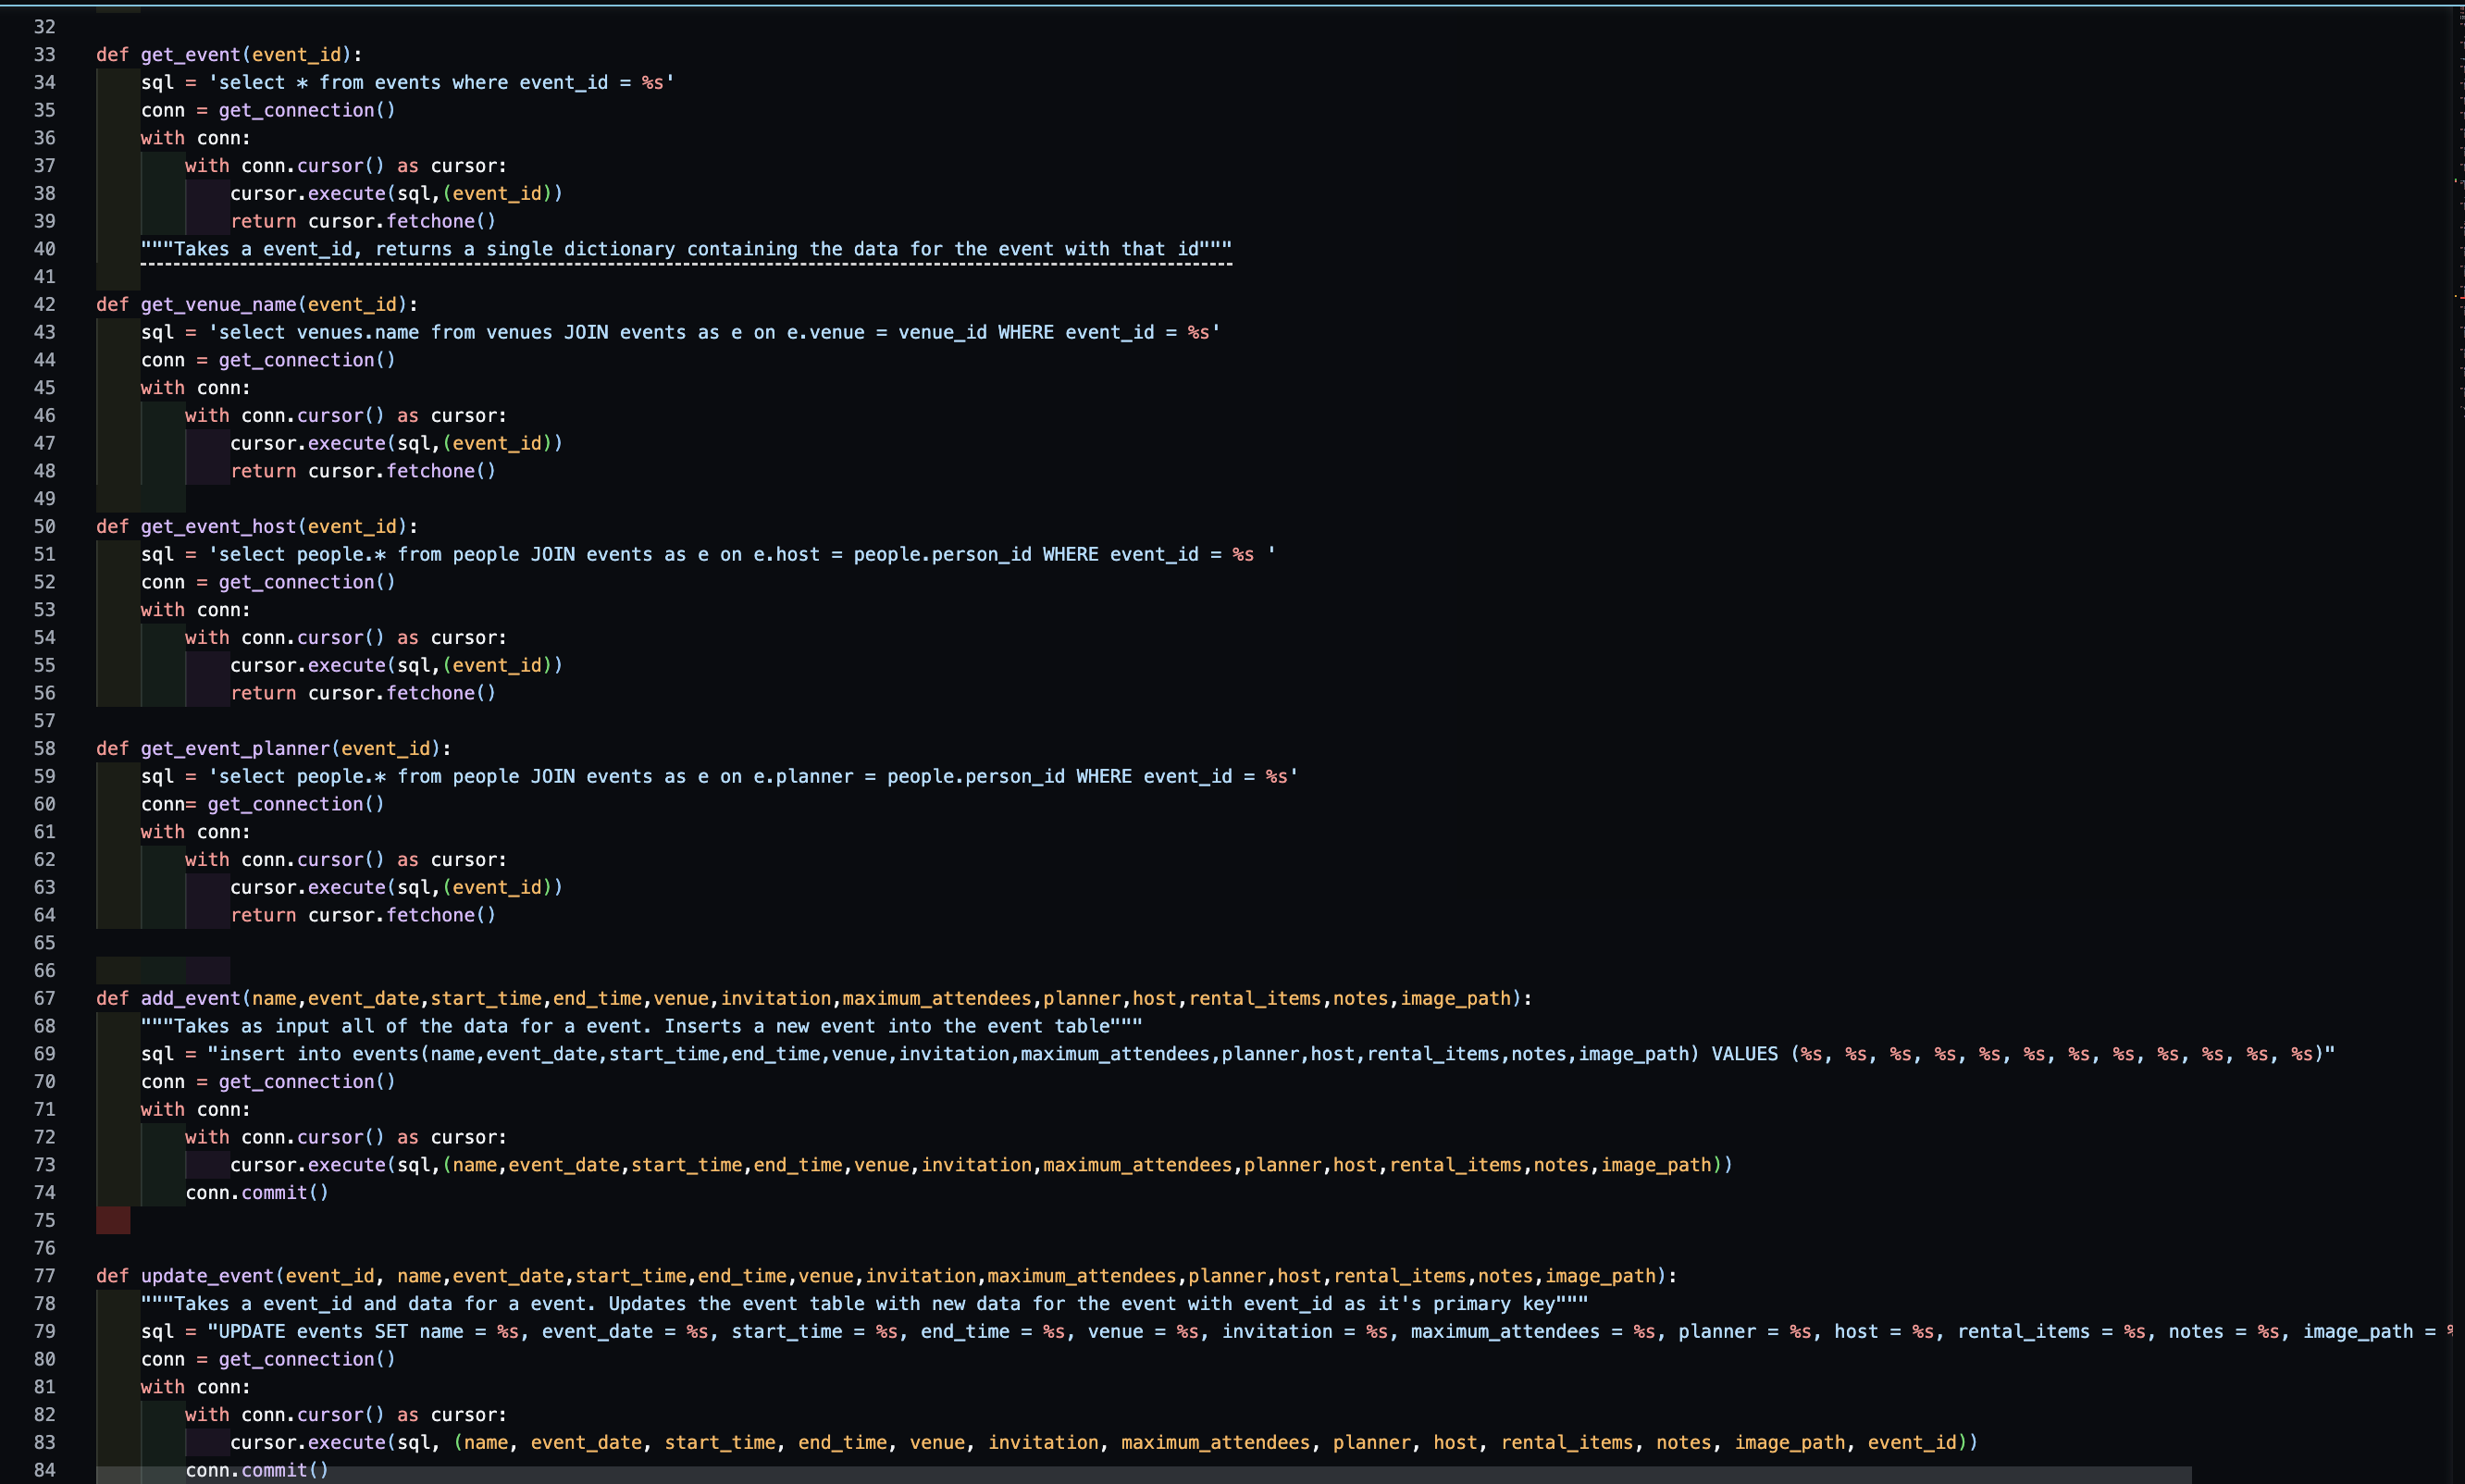 32
33 def get_event(event_id):
34     sql = 'select * from events where event_id = %s'
35     conn = get_connection()
36     with conn:
37         with conn.cursor() as cursor:
38             cursor.execute(sql,(event_id))
39             return cursor.fetchone()
40     """Takes a event_id, returns a single dictionary containing the data for the event with that id"""
41
42 def get_venue_name(event_id):
43     sql = 'select venues.name from venues JOIN events as e on e.venue = venue_id WHERE event_id = %s'
44     conn = get_connection()
45     with conn:
46         with conn.cursor() as cursor:
47             cursor.execute(sql,(event_id))
48             return cursor.fetchone()
49
50 def get_event_host(event_id):
51     sql = 'select people.* from people JOIN events as e on e.host = people.person_id WHERE event_id = %s '
52     conn = get_connection()
53     with conn:
54         with conn.cursor() as cursor:
55             cursor.execute(sql,(event_id))
56             return cursor.fetchone()
57
58 def get_event_planner(event_id):
59     sql = 'select people.* from people JOIN events as e on e.planner = people.person_id WHERE event_id = %s'
60     conn= get_connection()
61     with conn:
62         with conn.cursor() as cursor:
63             cursor.execute(sql,(event_id))
64             return cursor.fetchone()
65
66
67 def add_event(name,event_date,start_time,end_time,venue,invitation,maximum_attendees,planner,host,rental_items,notes,image_path):
68     """Takes as input all of the data for a event. Inserts a new event into the event table"""
69     sql = "insert into events(name,event_date,start_time,end_time,venue,invitation,maximum_attendees,planner,host,rental_items,notes,image_path) VALUES (%s, %s, %s, %s, %s, %s, %s, %s, %s, %s, %s, %s)"
70     conn = get_connection()
71     with conn:
72         with conn.cursor() as cursor:
73             cursor.execute(sql,(name,event_date,start_time,end_time,venue,invitation,maximum_attendees,planner,host,rental_items,notes,image_path))
74         conn.commit()
75
76
77 def update_event(event_id, name,event_date,start_time,end_time,venue,invitation,maximum_attendees,planner,host,rental_items,notes,image_path):
78     """Takes a event_id and data for a event. Updates the event table with new data for the event with event_id as it's primary key"""
79     sql = "UPDATE events SET name = %s, event_date = %s, start_time = %s, end_time = %s, venue = %s, invitation = %s, maximum_attendees = %s, planner = %s, host = %s, rental_items = %s, notes = %s, image_path =
80     conn = get_connection()
81     with conn:
82         with conn.cursor() as cursor:
83             cursor.execute(sql, (name, event_date, start_time, end_time, venue, invitation, maximum_attendees, planner, host, rental_items, notes, image_path, event_id))
84         conn.commit()